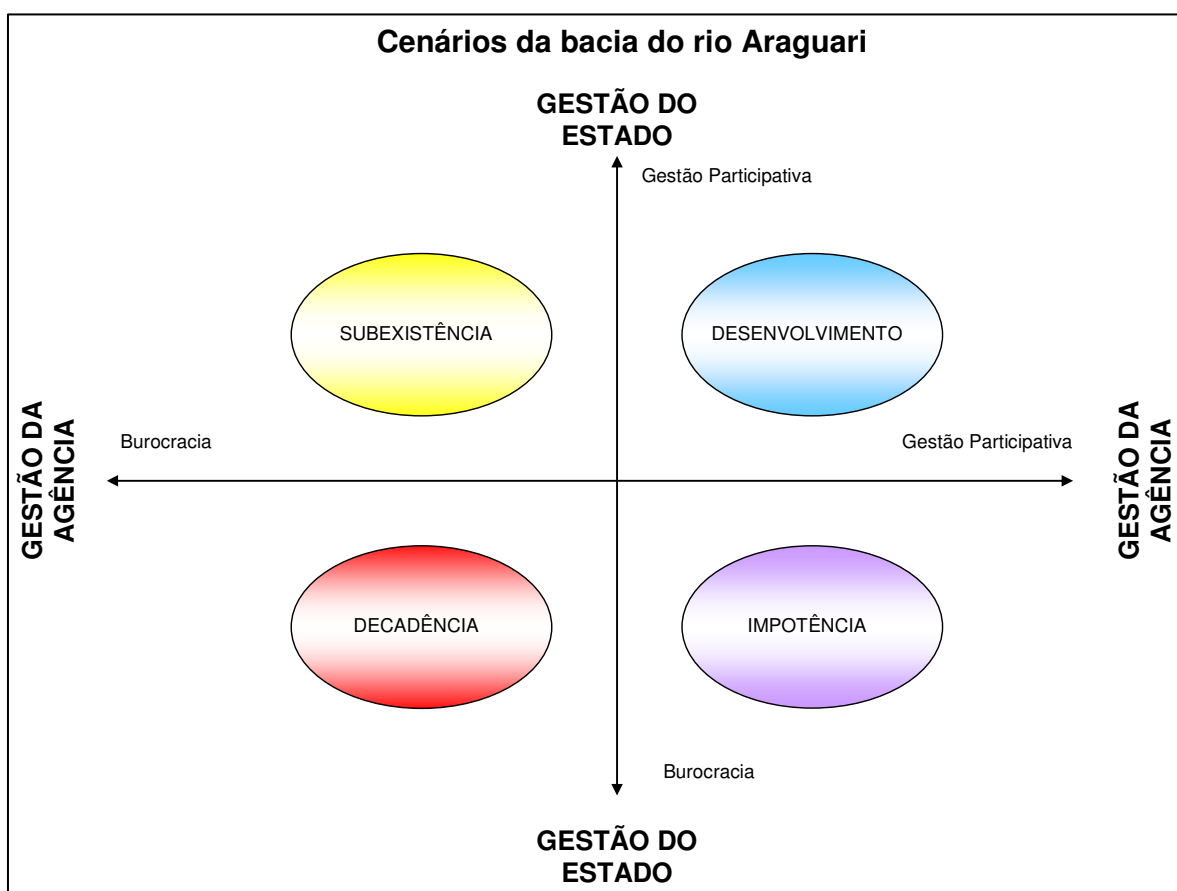 Cenários da bacia do rio Araguari
GESTÃO DO
ESTADO
Gestão Participativa
SUBEXISTÊNCIA
DESENVOLVIMENTO
GESTÃO DA
AGÊNCIA
Burocracia
Gestão Participativa
GESTÃO DA
AGÊNCIA
DECADÊNCIA
IMPOTÊNCIA
Burocracia
GESTÃO DO
ESTADO